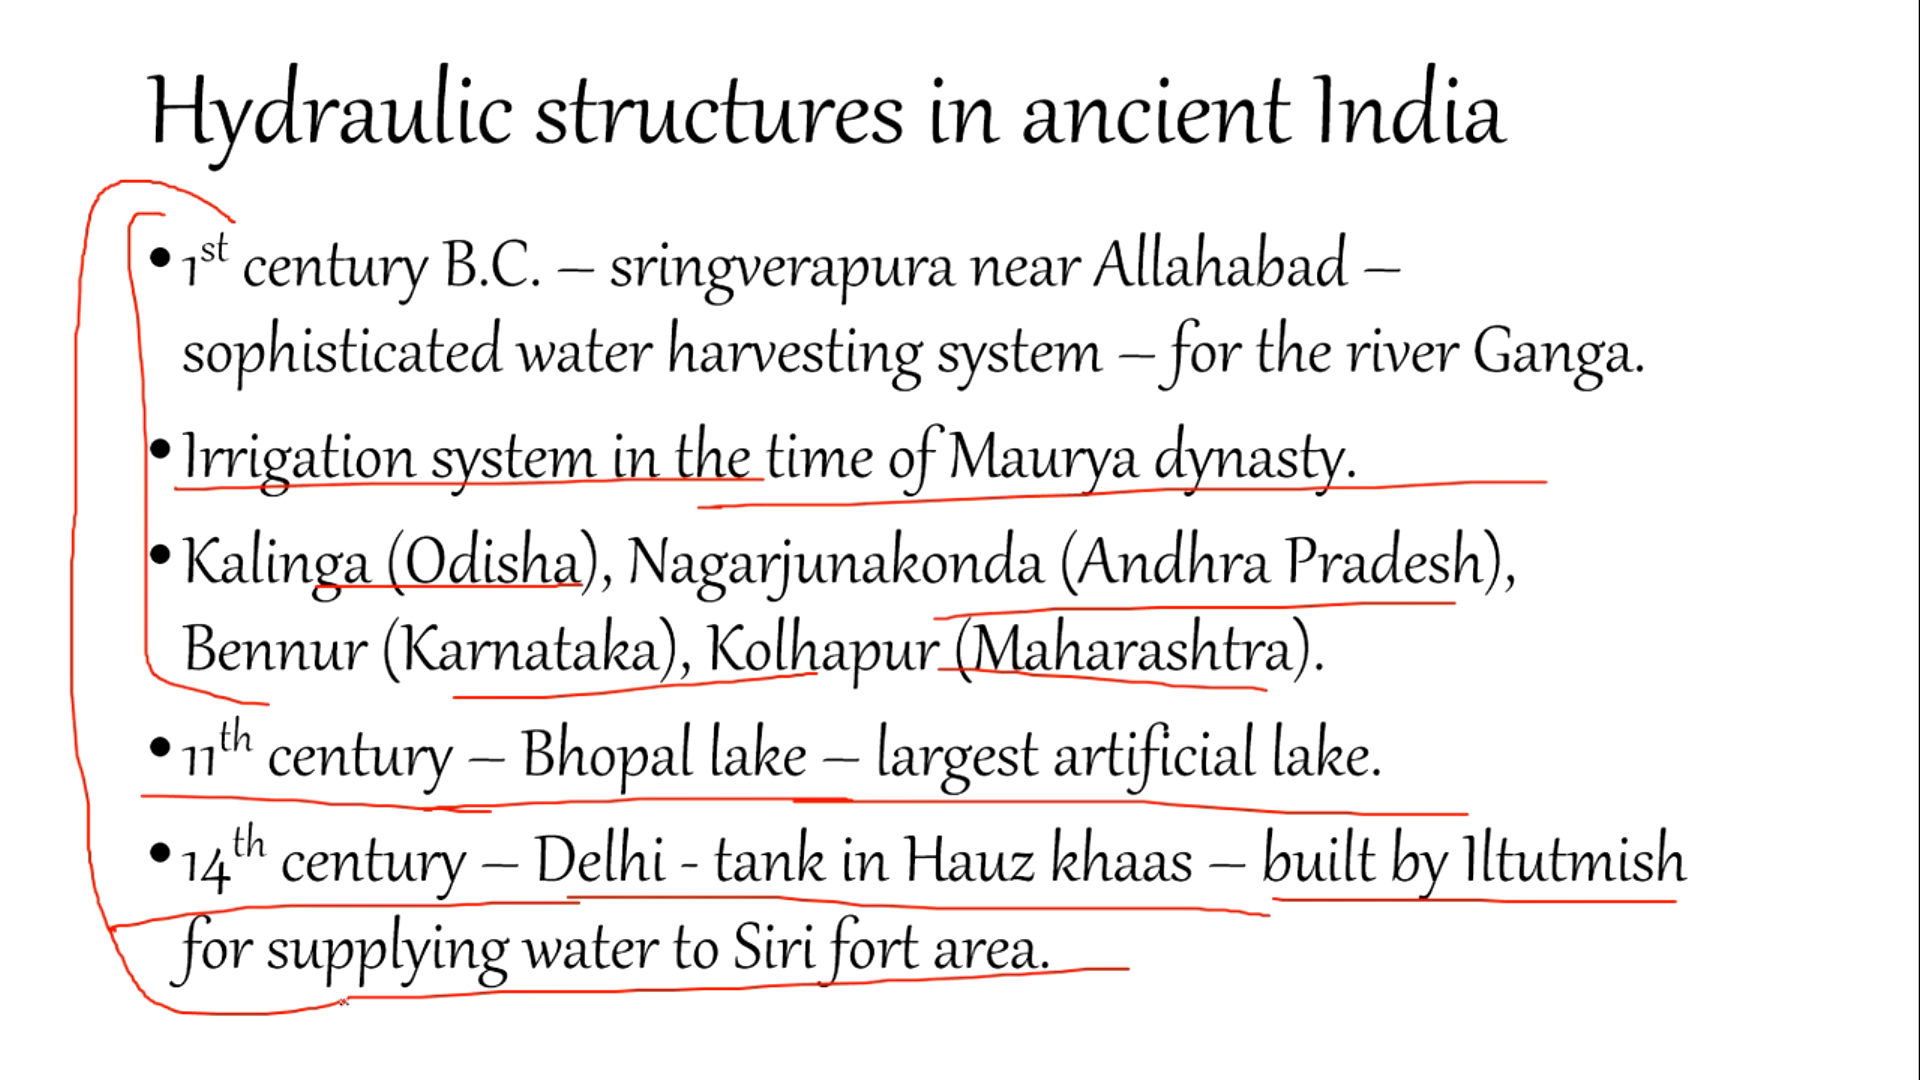 Hydraulic structures in ancient India
•1st century B.C. – sringverapura near Allahabad –
sophisticated water harvesting system – for the river Ganga.
•Irrigation system in the time of Maurya dynasty.
•Kalinga (Odisha), Nagarjunakonda (Andhra Pradesh),
Bennur (Karnataka), Kolhapur (Maharashtra).
•11th century – Bhopal lake – largest artificial lake.
•14th century – Delhi - tank in Hauz khaas – built by Iltutmish
for supplying water to Siri fort area.